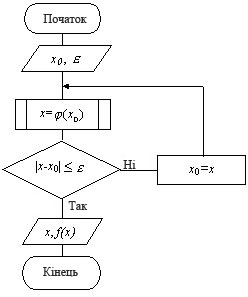 Початок
x₀, ε
x=φ(x₀)
|x-x₀| ≤ ε
Ні
x₀=x
Так
x, f(x)
Кінець